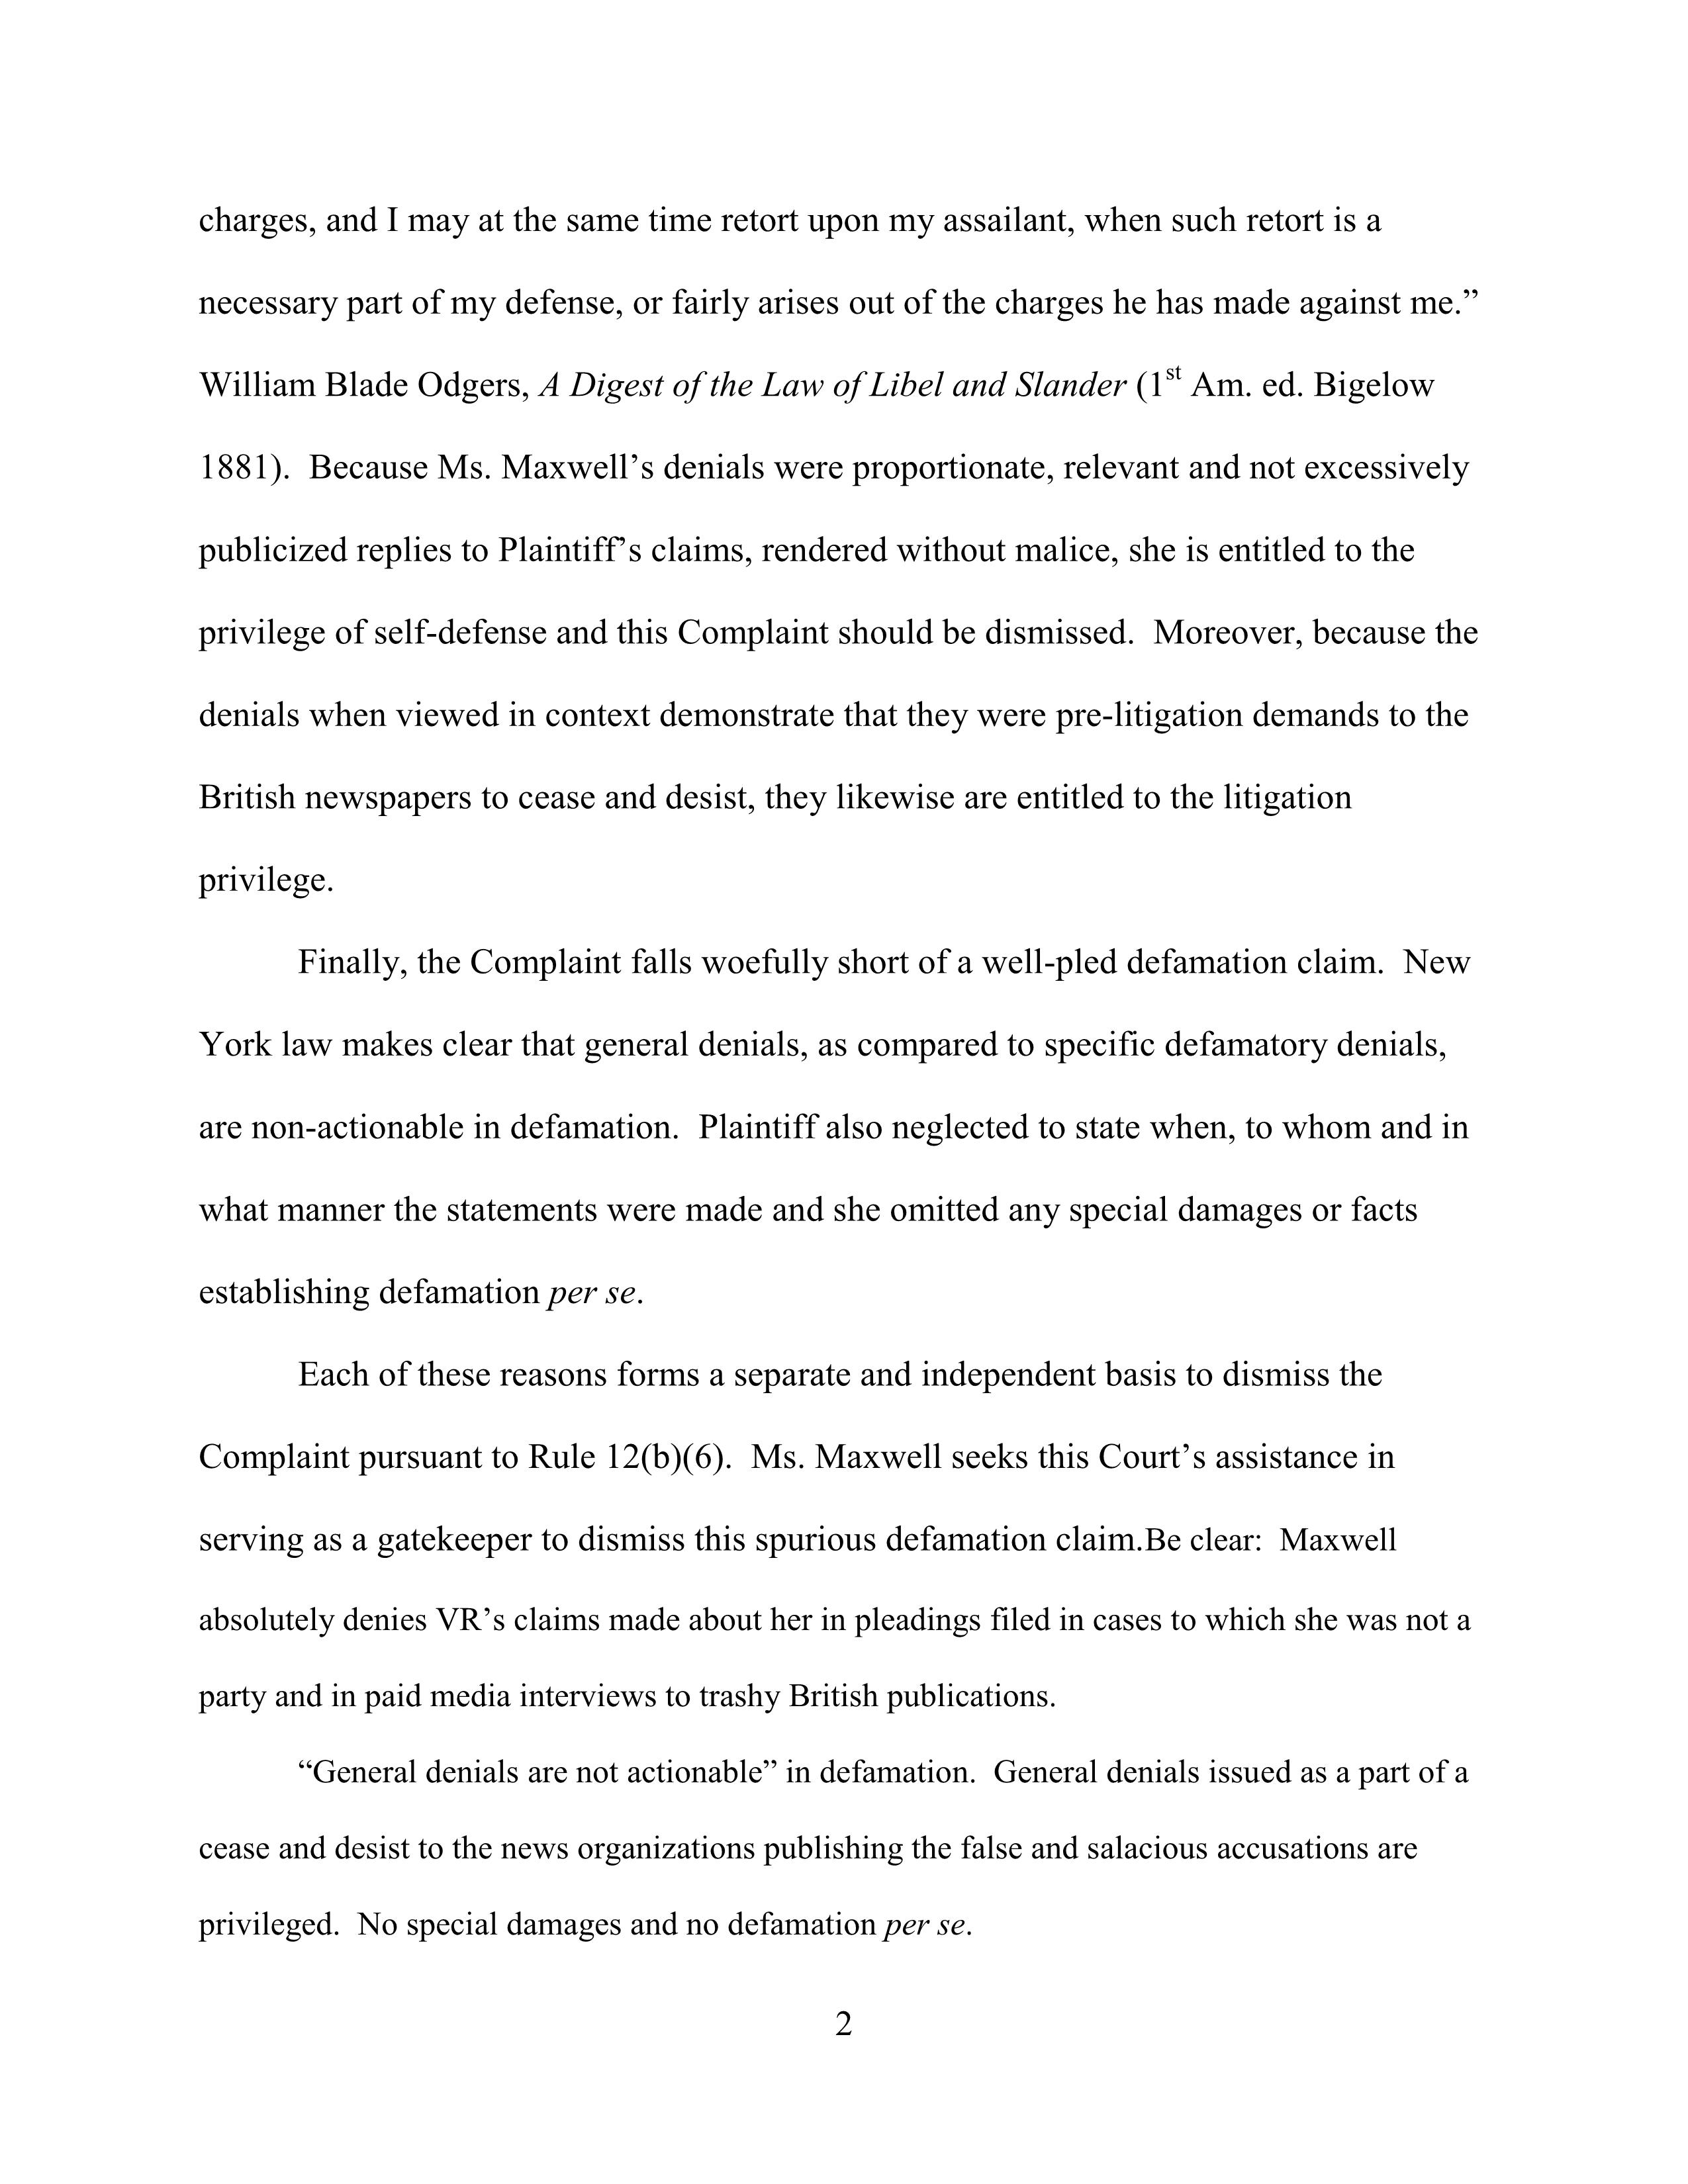 charges, and I may at the same time retort upon my assailant, when such retort is a
necessary part of my defense, or fairly arises out of the charges he has made against me.”
William Blade Odgers, A Digest of the Law of Libel and Slander (1st Am. ed. Bigelow
1881).  Because Ms. Maxwell’s denials were proportionate, relevant and not excessively
publicized replies to Plaintiff’s claims, rendered without malice, she is entitled to the
privilege of self-defense and this Complaint should be dismissed.  Moreover, because the
denials when viewed in context demonstrate that they were pre-litigation demands to the
British newspapers to cease and desist, they likewise are entitled to the litigation
privilege.
Finally, the Complaint falls woefully short of a well-pled defamation claim.  New
York law makes clear that general denials, as compared to specific defamatory denials,
are non-actionable in defamation.  Plaintiff also neglected to state when, to whom and in
what manner the statements were made and she omitted any special damages or facts
establishing defamation per se.
Each of these reasons forms a separate and independent basis to dismiss the
Complaint pursuant to Rule 12(b)(6).  Ms. Maxwell seeks this Court’s assistance in
serving as a gatekeeper to dismiss this spurious defamation claim.Be clear:  Maxwell
absolutely denies VR’s claims made about her in pleadings filed in cases to which she was not a
party and in paid media interviews to trashy British publications.
“General denials are not actionable” in defamation.  General denials issued as a part of a
cease and desist to the news organizations publishing the false and salacious accusations are
privileged.  No special damages and no defamation per se.
2